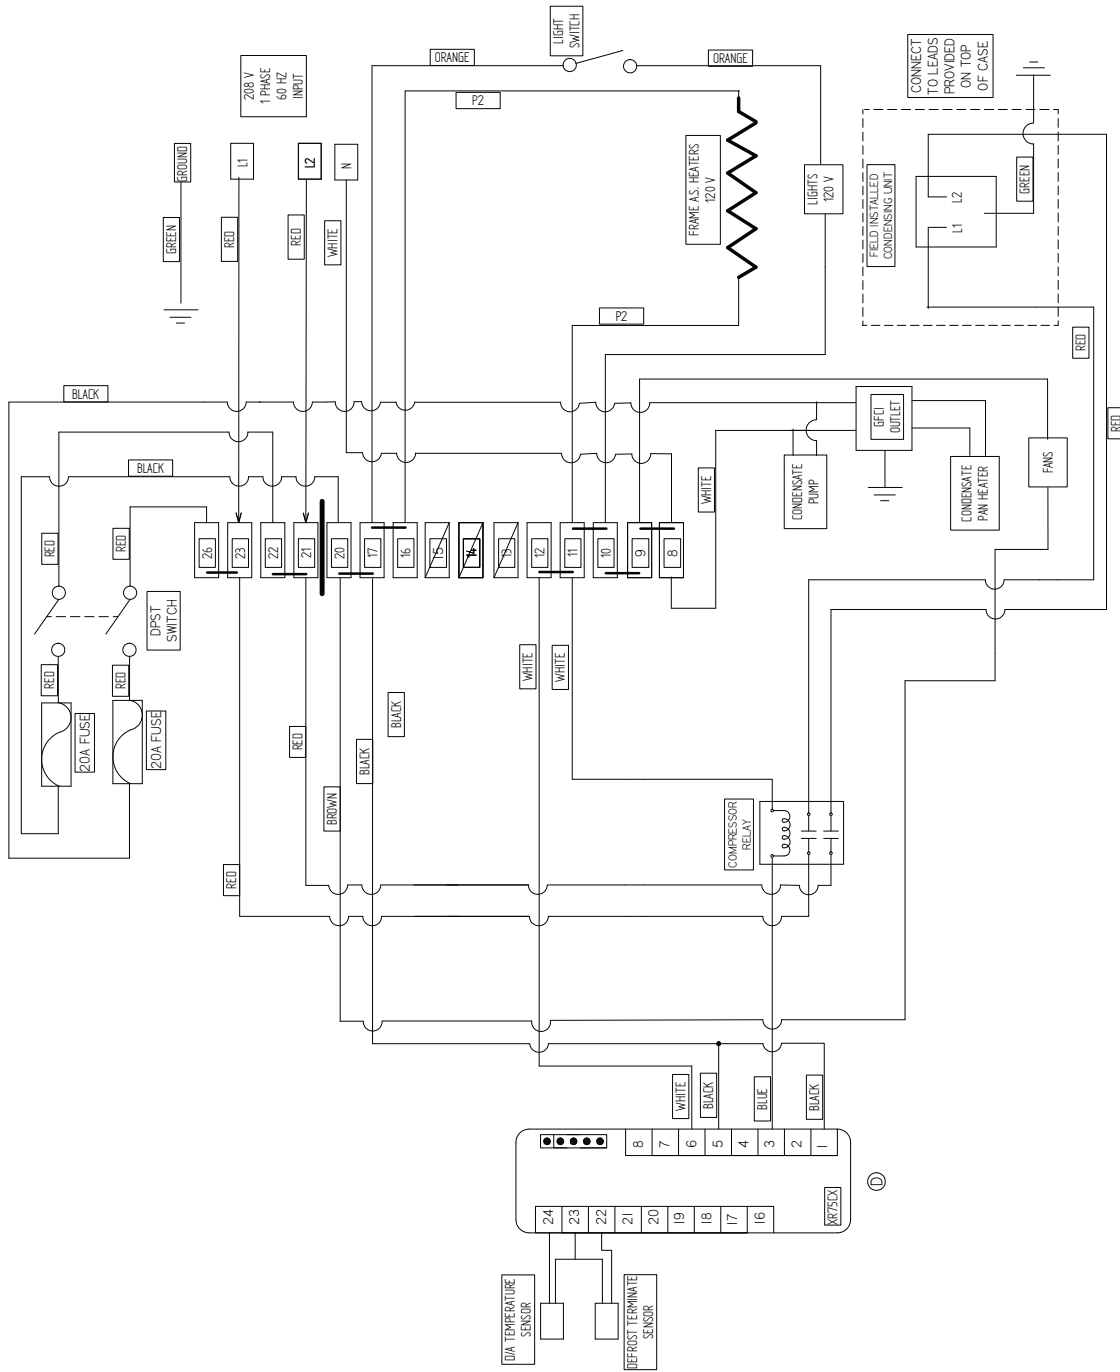 LIGHT
SWITCH
ORANGE
ORANGE
P2
208 V
1 PHASE
60 HZ
INPUT
GROUND
L1
L2
N
GREEN
RED
RED
WHITE
FRAME A.S. HEATERS
120 V
LIGHTS
120 V
P2
CONNECT
TO LEADS
PROVIDED
ON TOP
OF CASE
FIELD INSTALLED
CONDENSING UNIT
L1
L2
GREEN
RED
RED
BLACK
BLACK
GFCI
OUTLET
WHITE
CONDENSATE
PUMP
CONDENSATE
PAN HEATER
FANS
26
23
22
21
20
17
16
15
14
13
12
11
10
9
8
RED
RED
DPST
SWITCH
RED
RED
20A FUSE
20A FUSE
RED
BROWN
BLACK
BLACK
WHITE
WHITE
RED
COMPRESSOR
RELAY
WHITE
BLACK
BLUE
BLACK
8
7
6
5
4
3
2
1
24
23
22
21
20
19
18
17
16
XR75CX
D
D/A TEMPERATURE
SENSOR
DEFROST TERMINATE
SENSOR